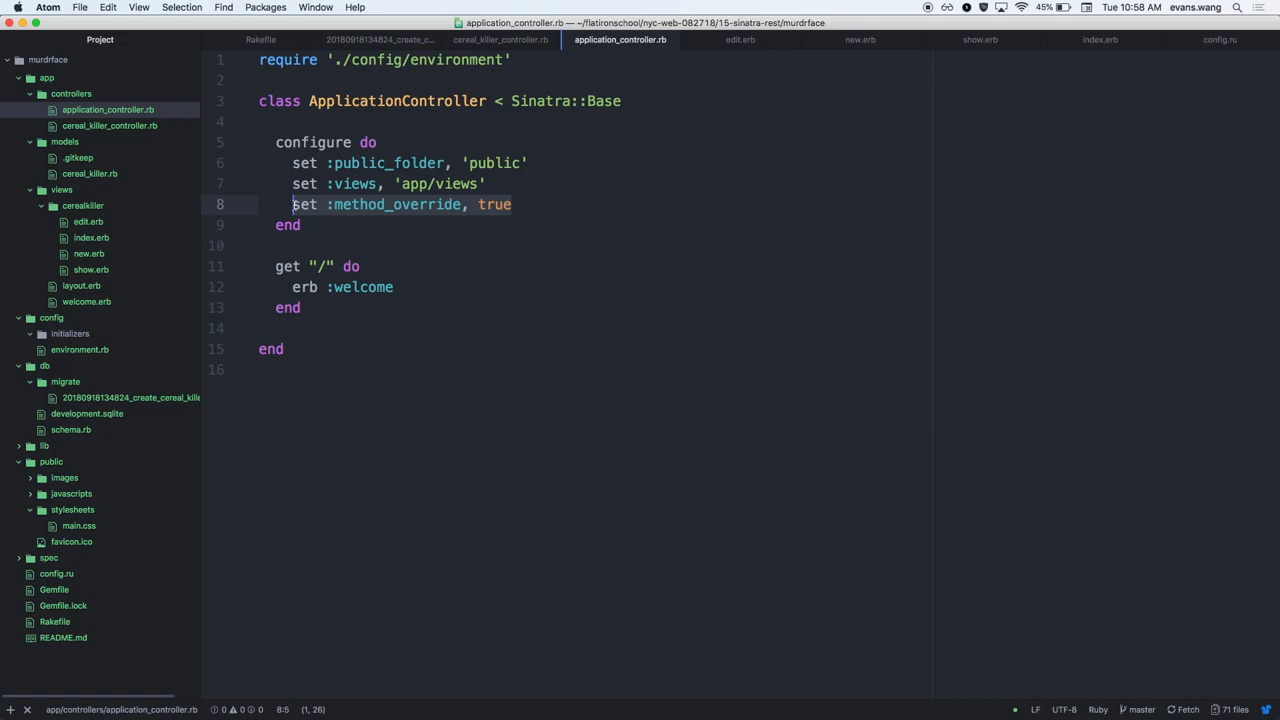 Atom File Edit View Selection Find Packages Window Help 45% Tue 10:58 AM evans.wang
application_controller.rb — ~/flatironschool/nyc-web-082718/15-sinatra-rest/murdrface
Project Rakefile 20180918134824_create_c... cereal_killer_controller.rb application_controller.rb edit.erb new.erb show.erb index.erb config.ru
murdrface
app
controllers
application_controller.rb
cereal_killer_controller.rb
models
.gitkeep
cereal_killer.rb
views
cerealkiller
edit.erb
index.erb
new.erb
show.erb
layout.erb
welcome.erb
config
initializers
environment.rb
db
migrate
20180918134824_create_cereal_kille
development.sqlite
schema.rb
lib
public
images
javascripts
stylesheets
main.css
favicon.ico
spec
config.ru
Gemfile
Gemfile.lock
Rakefile
README.md
1 require './config/environment'
2
3 class ApplicationController < Sinatra::Base
4
5 configure do
6 set :public_folder, 'public'
7 set :views, 'app/views'
8 set :method_override, true
9 end
10
11 get "/" do
12 erb :welcome
13 end
14
15 end
16
app/controllers/application_controller.rb 0 0 0 8:5 (1, 26) LF UTF-8 Ruby master Fetch 71 files